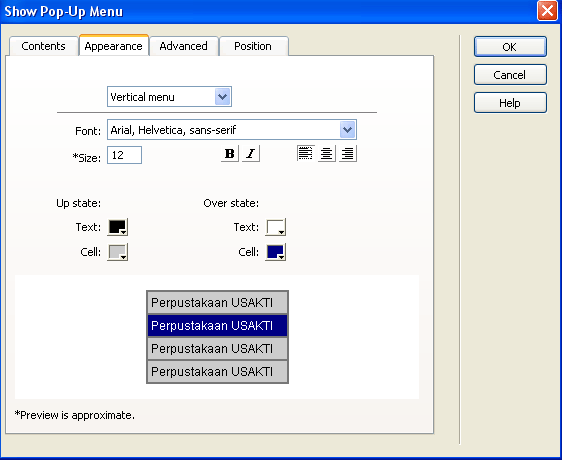 Show Pop-Up Menu
Contents Appearance Advanced Position
OK
Cancel
Help
Vertical menu
Font: Arial, Helvetica, sans-serif
*Size: 12 B I
Up state: Over state:
Text: Text:
Cell: Cell:
Perpustakaan USAKTI
Perpustakaan USAKTI
Perpustakaan USAKTI
Perpustakaan USAKTI
*Preview is approximate.